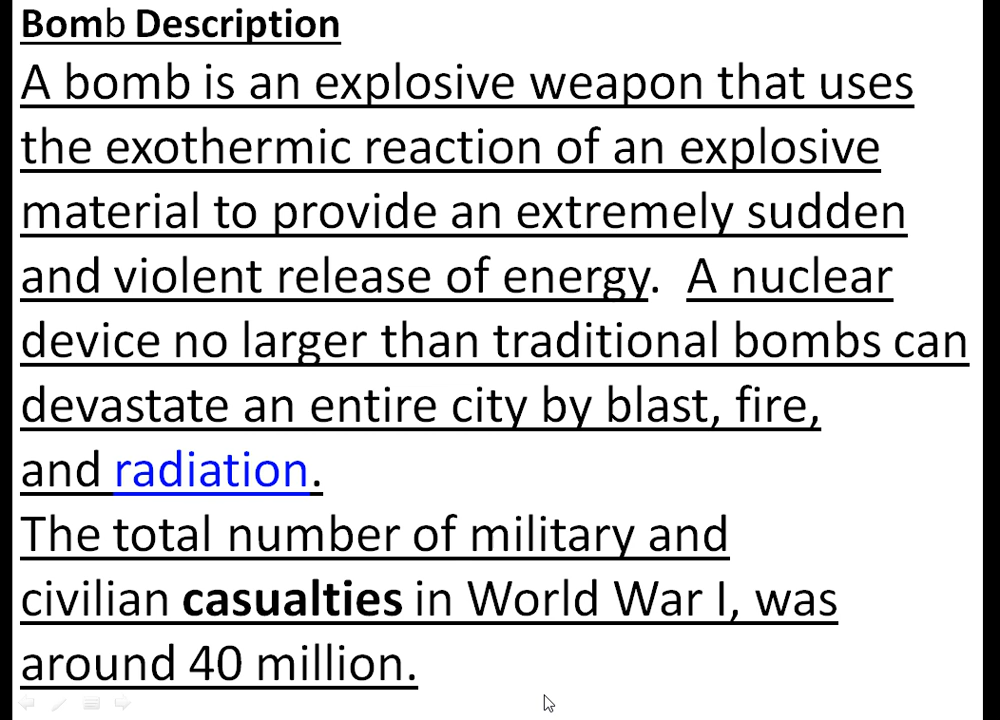 Bomb Description
A bomb is an explosive weapon that uses
the exothermic reaction of an explosive
material to provide an extremely sudden
and violent release of energy.  A nuclear
device no larger than traditional bombs can
devastate an entire city by blast, fire,
and radiation.
The total number of military and
civilian casualties in World War I, was
around 40 million.